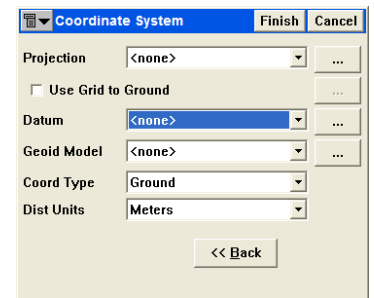 Coordinate System Finish Cancel
Projection <none> ...
Use Grid to Ground ...
Datum <none> ...
Geoid Model <none> ...
Coord Type Ground
Dist Units Meters
<< Back